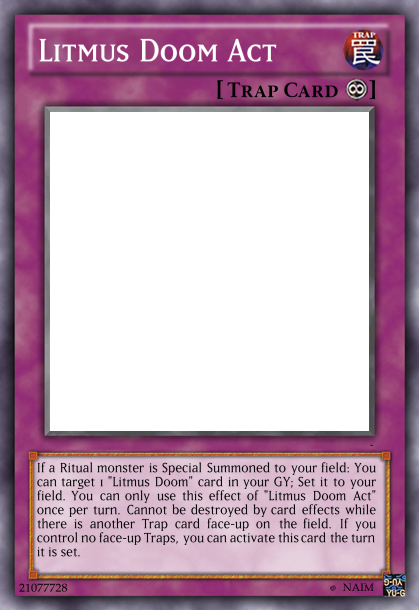 LITMUS DOOM ACT
TRAP
罠
[ TRAP CARD ]
If a Ritual monster is Special Summoned to your field: You
can target 1 "Litmus Doom" card in your GY; Set it to your
field. You can only use this effect of "Litmus Doom Act"
once per turn. Cannot be destroyed by card effects while
there is another Trap card face-up on the field. If you
control no face-up Traps, you can activate this card the turn
it is set.
21077728
NAIM
YU-G